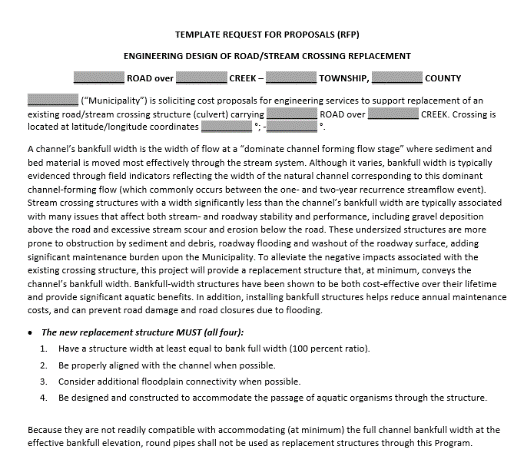 TEMPLATE REQUEST FOR PROPOSALS (RFP)
ENGINEERING DESIGN OF ROAD/STREAM CROSSING REPLACEMENT
ROAD over CREEK – TOWNSHIP, COUNTY
("Municipality") is soliciting cost proposals for engineering services to support replacement of an
existing road/stream crossing structure (culvert) carrying ROAD over CREEK. Crossing is
located at latitude/longitude coordinates °; - °.
A channel's bankfull width is the width of flow at a "dominate channel forming flow stage" where sediment and
bed material is moved most effectively through the stream system. Although it varies, bankfull width is typically
evidenced through field indicators reflecting the width of the natural channel corresponding to this dominant
channel-forming flow (which commonly occurs between the one- and two-year recurrence streamflow event).
Stream crossing structures with a width significantly less than the channel's bankfull width are typically associated
with many issues that affect both stream- and roadway stability and performance, including gravel deposition
above the road and excessive stream scour and erosion below the road. These undersized structures are more
prone to obstruction by sediment and debris, roadway flooding and washout of the roadway surface, adding
significant maintenance burden upon the Municipality. To alleviate the negative impacts associated with the
existing crossing structure, this project will provide a replacement structure that, at minimum, conveys the
channel's bankfull width. Bankfull-width structures have been shown to be both cost-effective over their lifetime
and provide significant aquatic benefits. In addition, installing bankfull structures helps reduce annual maintenance
costs, and can prevent road damage and road closures due to flooding.
• The new replacement structure MUST (all four):
1. Have a structure width at least equal to bank full width (100 percent ratio).
2. Be properly aligned with the channel when possible.
3. Consider additional floodplain connectivity when possible.
4. Be designed and constructed to accommodate the passage of aquatic organisms through the structure.
Because they are not readily compatible with accommodating (at minimum) the full channel bankfull width at the
effective bankfull elevation, round pipes shall not be used as replacement structures through this Program.